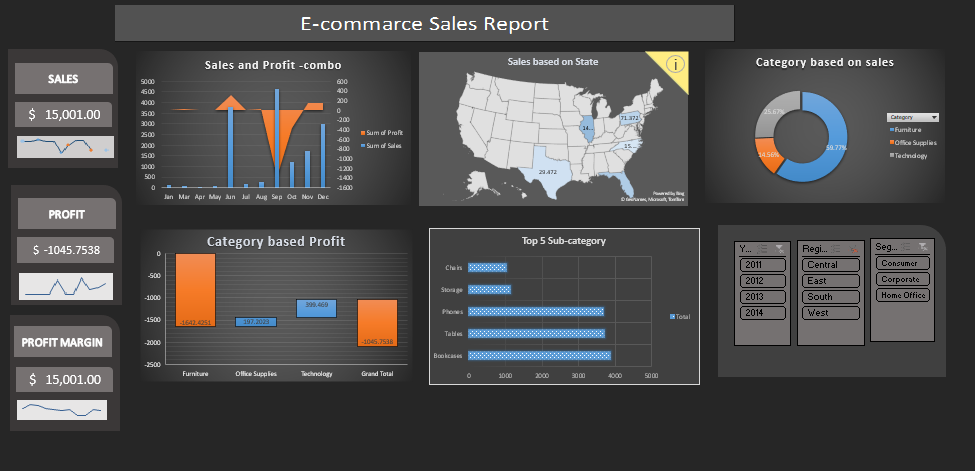 E-commarce Sales Report
SALES
$ 15,001.00
PROFIT
$ -1045.7538
PROFIT MARGIN
$ 15,001.00
Sales and Profit -combo
5000
4500
4000
3500
3000
2500
2000
1500
1000
500
0
600
400
200
0
-200
-400
-600
-800
-1000
-1200
-1400
-1600
Jan Mar Apr May Jun Jul Aug Sep Oct Nov Dec
Sum of Profit
Sum of Sales
Sales based on State
i
71.372
14...
15...
29.472
Powered by Bing
© GeoNames, Microsoft, TomTom
Category based on sales
25.67%
14.56%
59.77%
Category
Furniture
Office Supplies
Technology
Category based Profit
0
-500
-1000
-1500
-2000
-2500
-1643.4251
197.2023
399.469
-1045.7538
Furniture Office Supplies Technology Grand Total
Top 5 Sub-category
Chairs
Storage
Phones
Tables
Bookcases
0 1000 2000 3000 4000 5000
Total
Y...
2011
2012
2013
2014
Regi...
Central
East
South
West
Seg...
Consumer
Corporate
Home Office